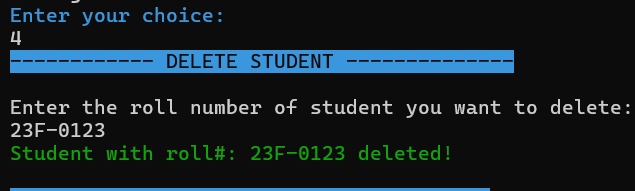 Enter your choice:
4
------------ DELETE STUDENT --------------
Enter the roll number of student you want to delete:
23F-0123
Student with roll#: 23F-0123 deleted!